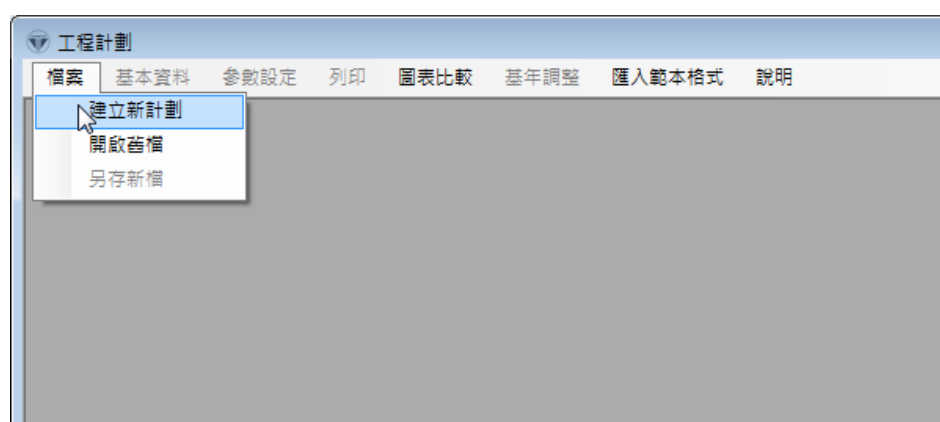 工程計劃
檔案 基本資料 參數設定 列印 圖表比較 基年調整 匯入範本格式 說明
建立新計劃
開啟舊檔
另存新檔